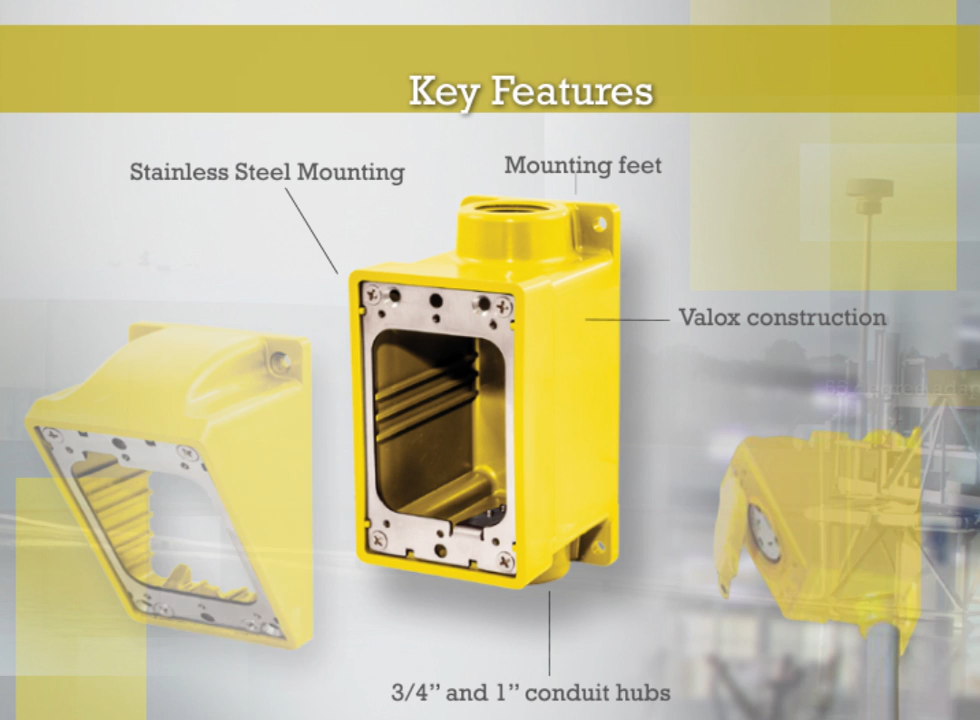 Key Features
Stainless Steel Mounting
Mounting feet
Valox construction
3/4” and 1” conduit hubs